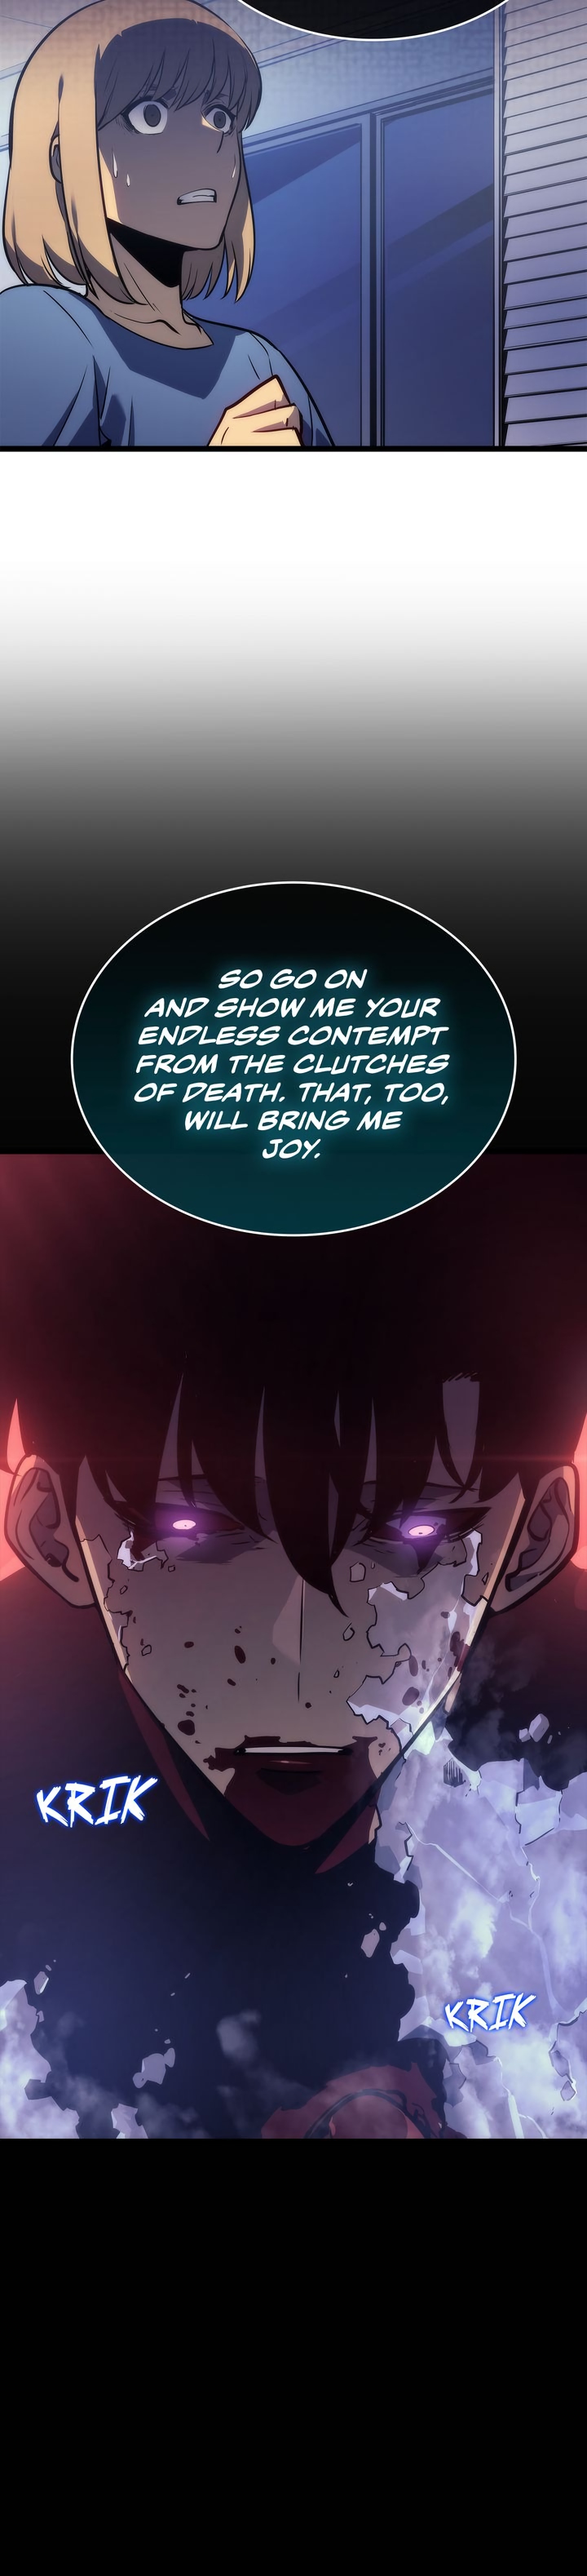 SO GO ON
AND SHOW ME YOUR
ENDLESS CONTEMPT
FROM THE CLUTCHES
OF DEATH. THAT, TOO,
WILL BRING ME
JOY.
KRIK
KRIK